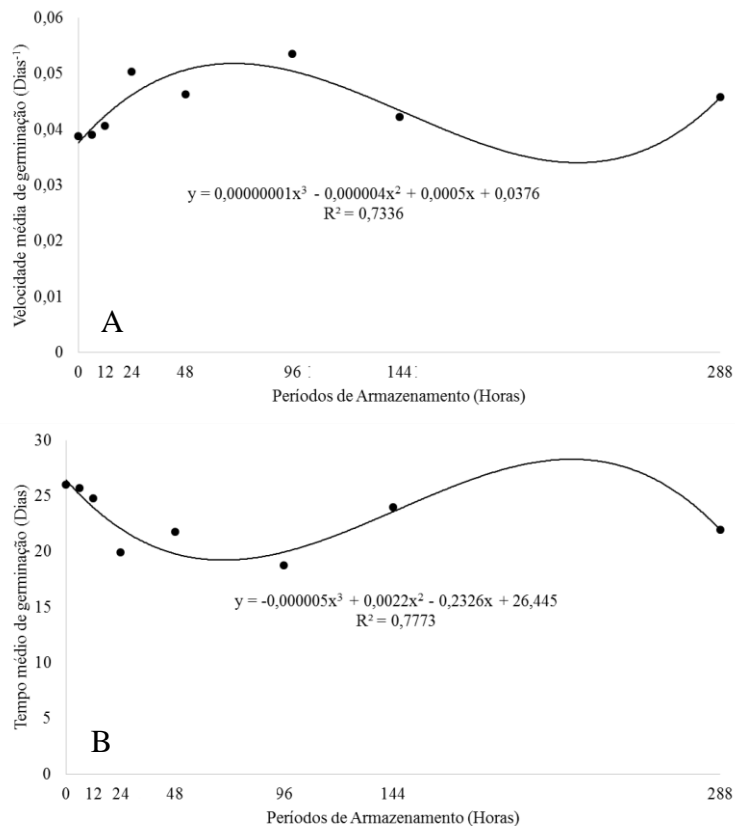 0,06
0,05
0,04
0,03
0,02
0,01
0
Velocidade média de germinação (Dias⁻¹)
y = 0,00000001x³ - 0,000004x² + 0,0005x + 0,0376
R² = 0,7336
A
0 12 24 48 96 144 288
Períodos de Armazenamento (Horas)
30
25
20
15
10
5
0
Tempo médio de germinação (Dias)
y = -0,000005x³ + 0,0022x² - 0,2326x + 26,445
R² = 0,7773
B
0 12 24 48 96 144 288
Períodos de Armazenamento (Horas)